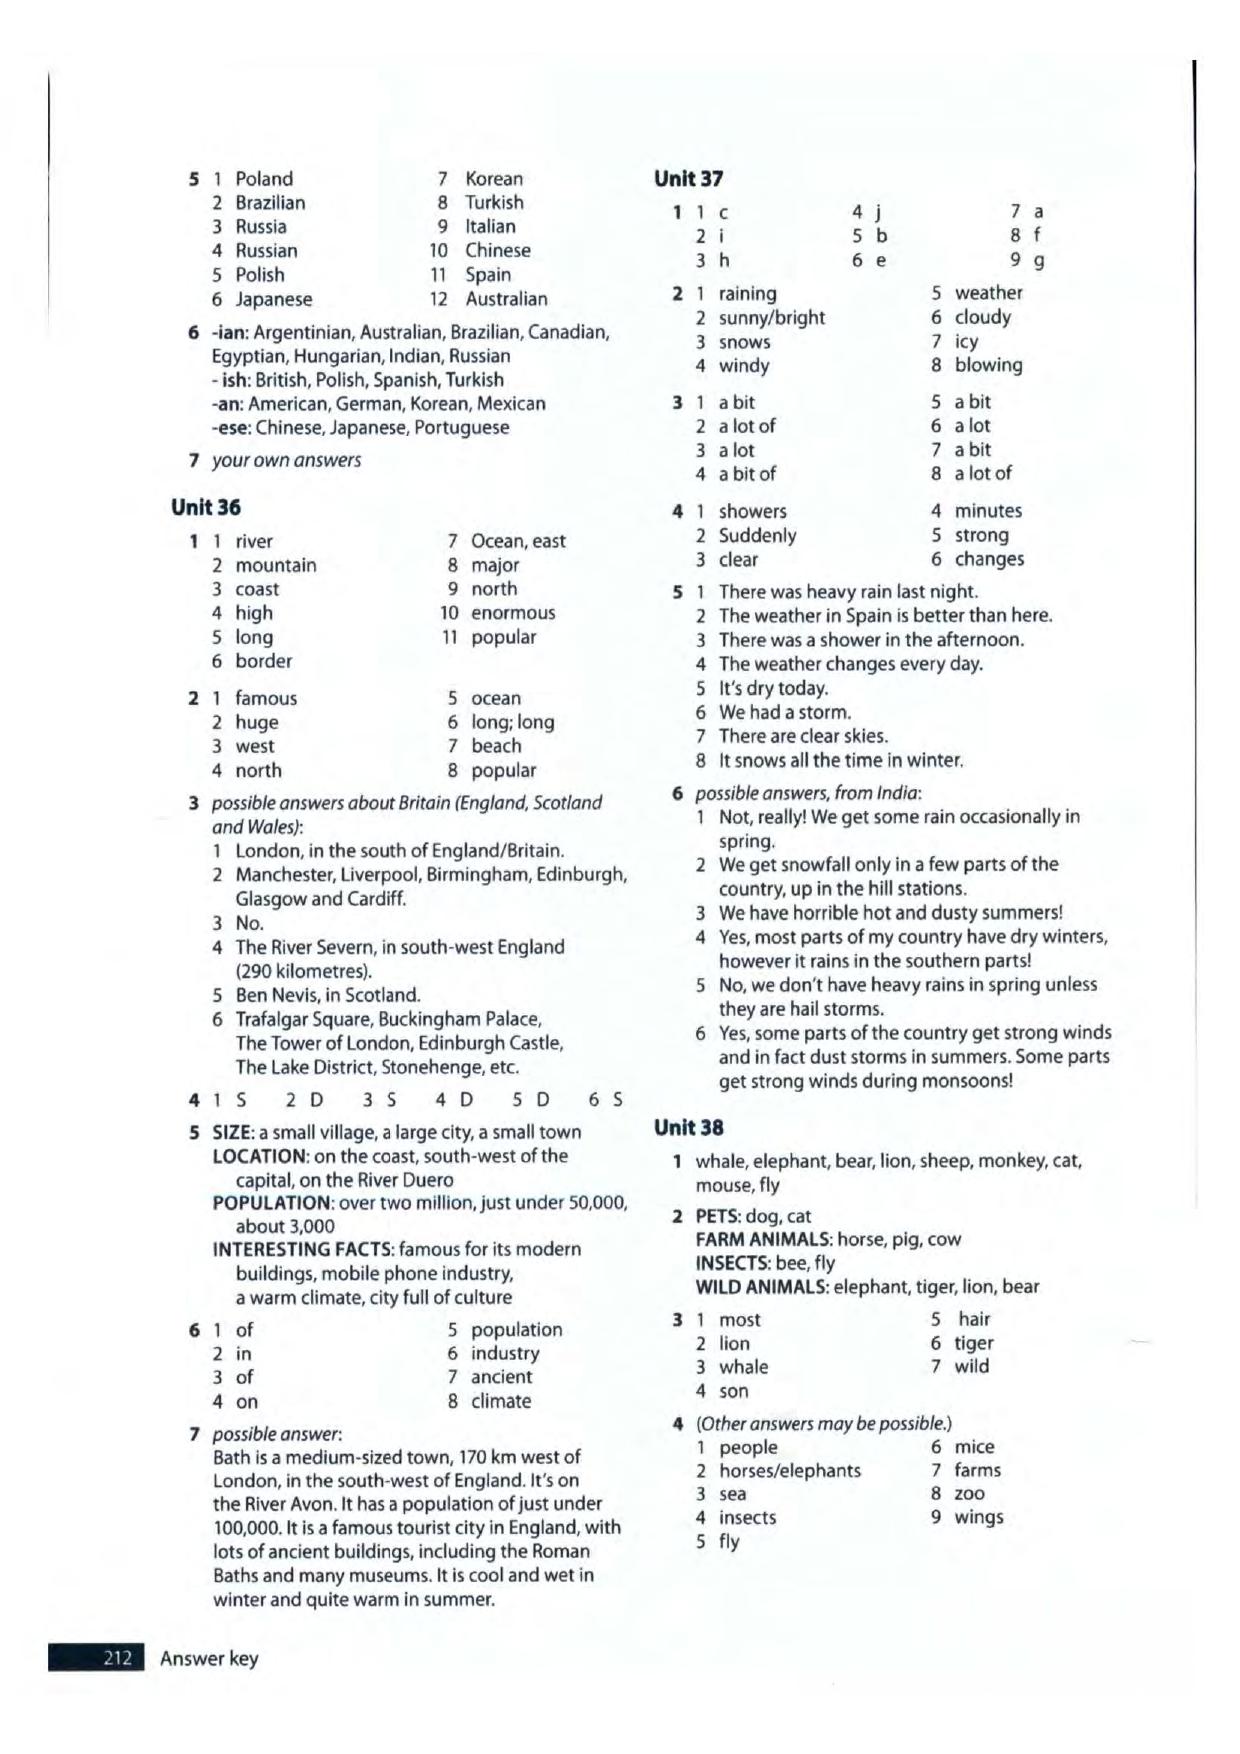 5 1 Poland 7 Korean
2 Brazilian 8 Turkish
3 Russia 9 Italian
4 Russian 10 Chinese
5 Polish 11 Spain
6 Japanese 12 Australian
6 -ian: Argentinian, Australian, Brazilian, Canadian,
Egyptian, Hungarian, Indian, Russian
- ish: British, Polish, Spanish, Turkish
-an: American, German, Korean, Mexican
-ese: Chinese, Japanese, Portuguese
7 your own answers
Unit 36
1 1 river 7 Ocean, east
2 mountain 8 major
3 coast 9 north
4 high 10 enormous
5 long 11 popular
6 border
2 1 famous 5 ocean
2 huge 6 long; long
3 west 7 beach
4 north 8 popular
3 possible answers about Britain (England, Scotland
and Wales):
1 London, in the south of England/Britain.
2 Manchester, Liverpool, Birmingham, Edinburgh,
Glasgow and Cardiff.
3 No.
4 The River Severn, in south-west England
(290 kilometres).
5 Ben Nevis, in Scotland.
6 Trafalgar Square, Buckingham Palace,
The Tower of London, Edinburgh Castle,
The Lake District, Stonehenge, etc.
4 1 S 2 D 3 S 4 D 5 D 6 S
5 SIZE: a small village, a large city, a small town
LOCATION: on the coast, south-west of the
capital, on the River Duero
POPULATION: over two million, just under 50,000,
about 3,000
INTERESTING FACTS: famous for its modern
buildings, mobile phone industry,
a warm climate, city full of culture
6 1 of 5 population
2 in 6 industry
3 of 7 ancient
4 on 8 climate
7 possible answer:
Bath is a medium-sized town, 170 km west of
London, in the south-west of England. It's on
the River Avon. It has a population of just under
100,000. It is a famous tourist city in England, with
lots of ancient buildings, including the Roman
Baths and many museums. It is cool and wet in
winter and quite warm in summer.
Unit 37
1 1 c 4 j 7 a
2 i 5 b 8 f
3 h 6 e 9 g
2 1 raining 5 weather
2 sunny/bright 6 cloudy
3 snows 7 icy
4 windy 8 blowing
3 1 a bit 5 a bit
2 a lot of 6 a lot
3 a lot 7 a bit
4 a bit of 8 a lot of
4 1 showers 4 minutes
2 Suddenly 5 strong
3 clear 6 changes
5 1 There was heavy rain last night.
2 The weather in Spain is better than here.
3 There was a shower in the afternoon.
4 The weather changes every day.
5 It's dry today.
6 We had a storm.
7 There are clear skies.
8 It snows all the time in winter.
6 possible answers, from India:
1 Not, really! We get some rain occasionally in
spring.
2 We get snowfall only in a few parts of the
country, up in the hill stations.
3 We have horrible hot and dusty summers!
4 Yes, most parts of my country have dry winters,
however it rains in the southern parts!
5 No, we don't have heavy rains in spring unless
they are hail storms.
6 Yes, some parts of the country get strong winds
and in fact dust storms in summers. Some parts
get strong winds during monsoons!
Unit 38
1 whale, elephant, bear, lion, sheep, monkey, cat,
mouse, fly
2 PETS: dog, cat
FARM ANIMALS: horse, pig, cow
INSECTS: bee, fly
WILD ANIMALS: elephant, tiger, lion, bear
3 1 most 5 hair
2 lion 6 tiger
3 whale 7 wild
4 son
4 (Other answers may be possible.)
1 people 6 mice
2 horses/elephants 7 farms
3 sea 8 zoo
4 insects 9 wings
5 fly
212 Answer key